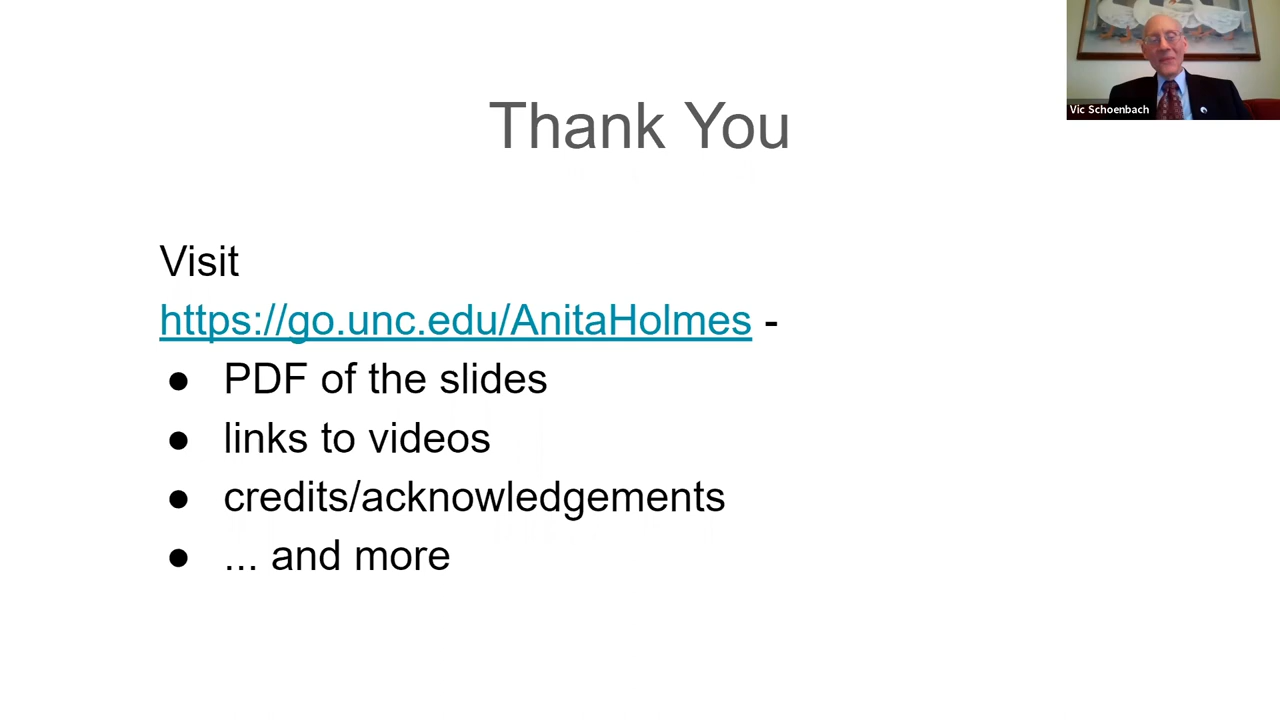 Vic Schoenbach
Thank You
Visit
https://go.unc.edu/AnitaHolmes -
● PDF of the slides
● links to videos
● credits/acknowledgements
● ... and more